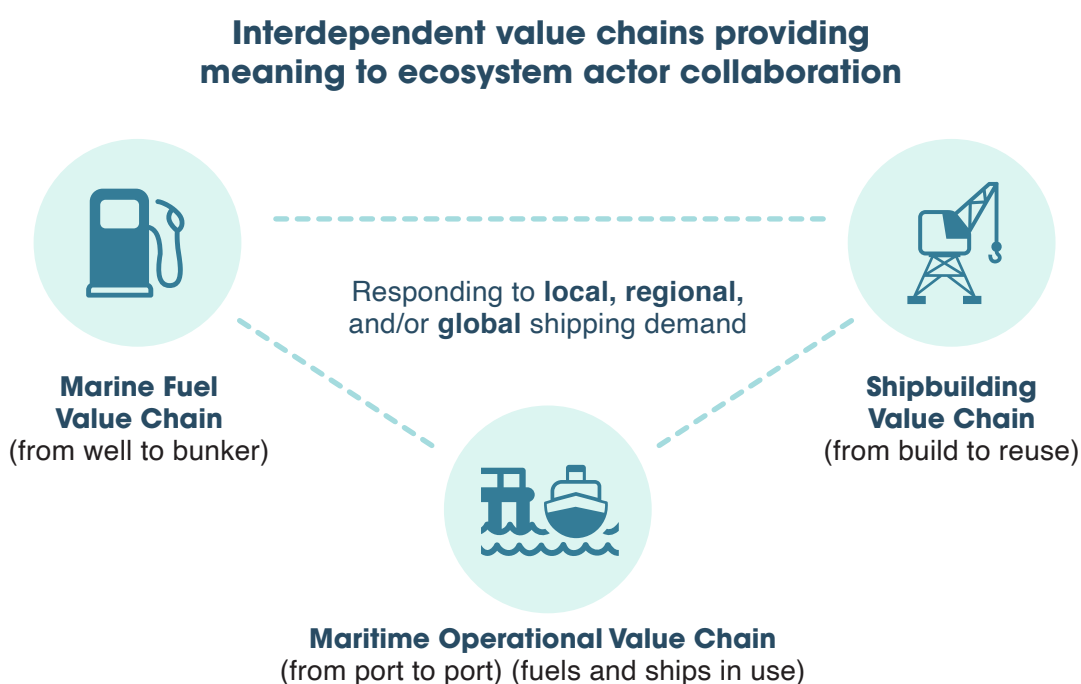 Interdependent value chains providing
meaning to ecosystem actor collaboration
Responding to local, regional,
and/or global shipping demand
Marine Fuel
Value Chain
(from well to bunker)
Shipbuilding
Value Chain
(from build to reuse)
Maritime Operational Value Chain
(from port to port) (fuels and ships in use)